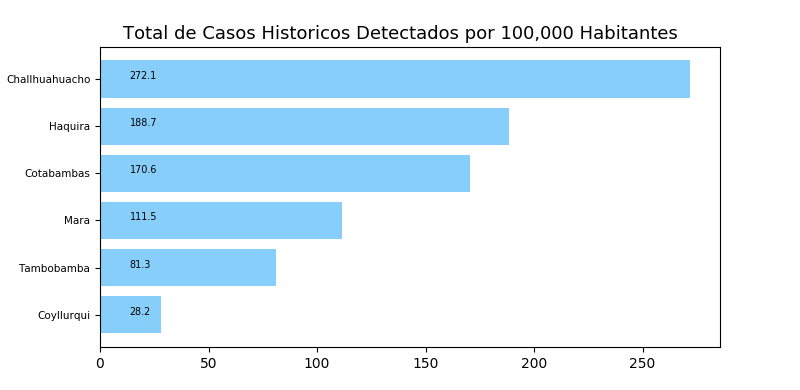 Total de Casos Historicos Detectados por 100,000 Habitantes
Challhuahuacho 272.1
Haquira 188.7
Cotabambas 170.6
Mara 111.5
Tambobamba 81.3
Coyllurqui 28.2
0 50 100 150 200 250